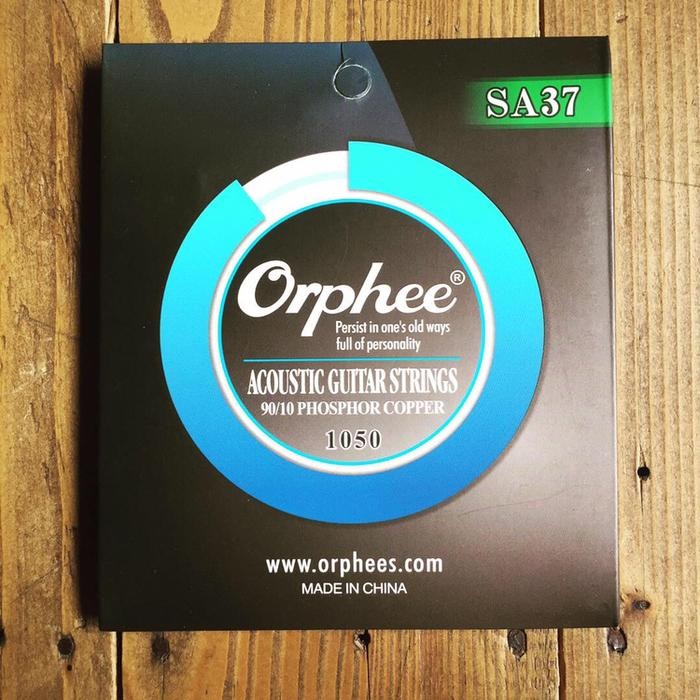 SA37
Orphee®
Persist in one's old ways
full of personality
ACOUSTIC GUITAR STRINGS
90/10 PHOSPHOR COPPER
1050
www.orphees.com
MADE IN CHINA